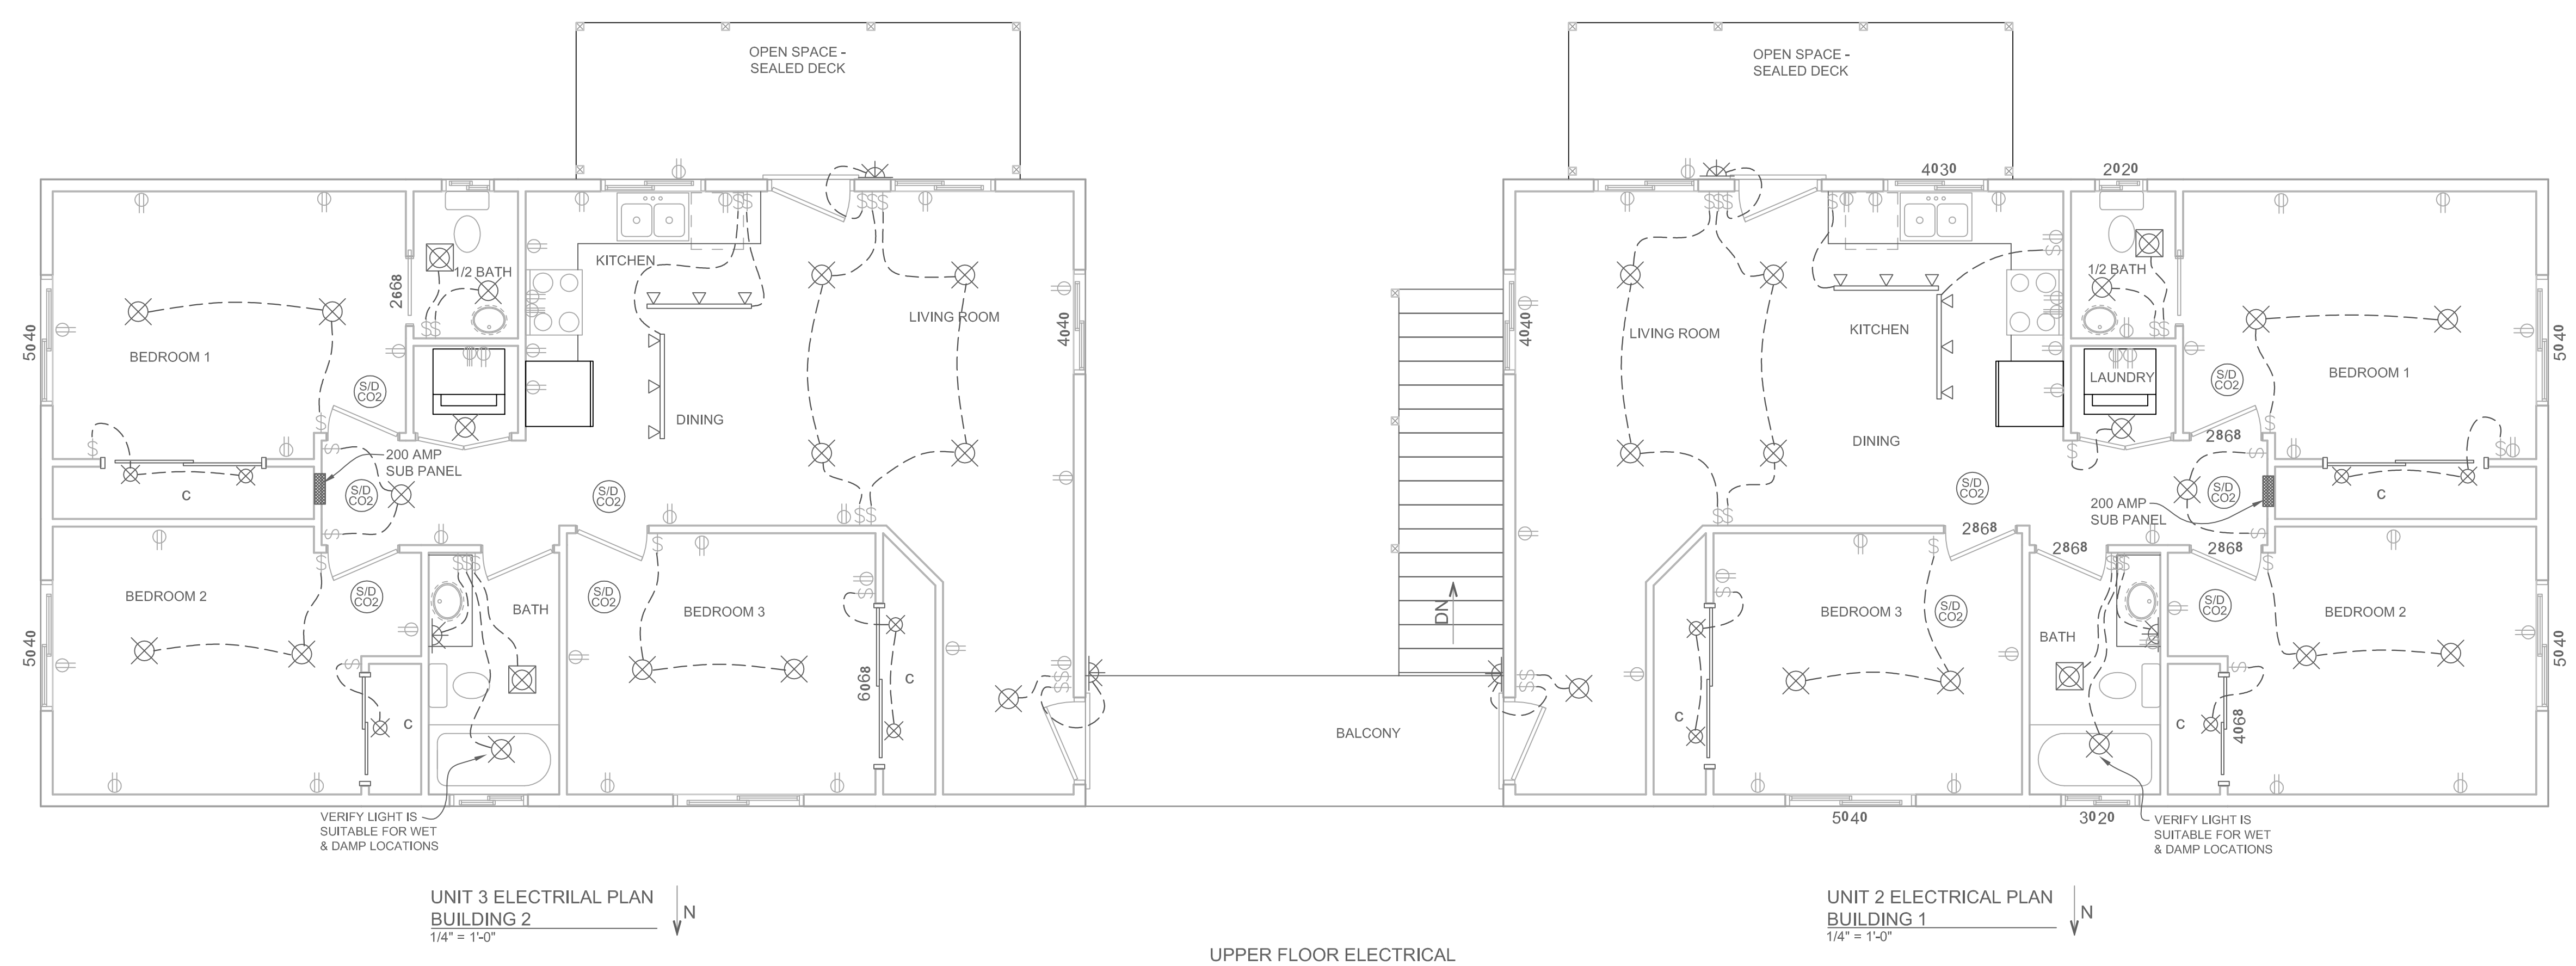 OPEN SPACE -
SEALED DECK
OPEN SPACE -
SEALED DECK
4030
2020
KITCHEN
1/2 BATH
2668
LIVING ROOM
4040
5040
BEDROOM 1
S/D
CO2
DINING
200 AMP
SUB PANEL
C
S/D
CO2
S/D
CO2
BEDROOM 2
S/D
CO2
5040
BATH
S/D
CO2
BEDROOM 3
6068
C
C
VERIFY LIGHT IS
SUITABLE FOR WET
& DAMP LOCATIONS
DN
BALCONY
4040
LIVING ROOM
KITCHEN
1/2 BATH
LAUNDRY
S/D
CO2
BEDROOM 1
5040
DINING
2868
S/D
CO2
S/D
CO2
C
200 AMP
SUB PANEL
2868
2868
2868
BEDROOM 3
S/D
CO2
BATH
S/D
CO2
BEDROOM 2
5040
C
C
4068
5040
3020
VERIFY LIGHT IS
SUITABLE FOR WET
& DAMP LOCATIONS
UNIT 3 ELECTRILAL PLAN
BUILDING 2
1/4" = 1'-0"
N
UNIT 2 ELECTRICAL PLAN
BUILDING 1
1/4" = 1'-0"
N
UPPER FLOOR ELECTRICAL